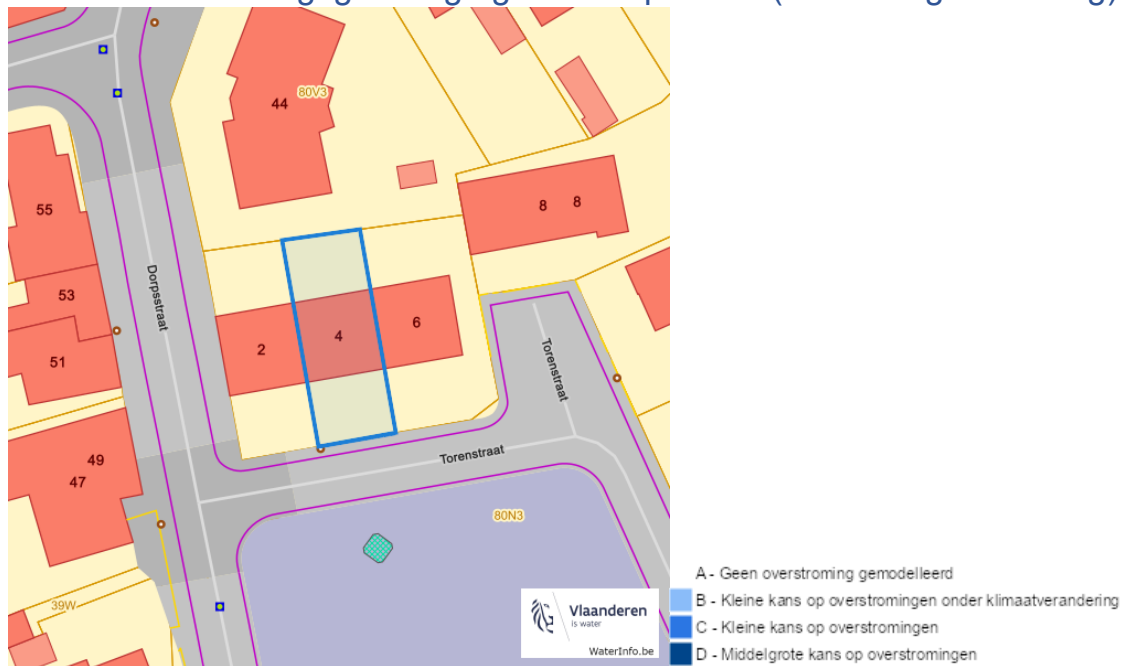 44
80V3
55
8 8
53
Dorpsstraat
6
4
2
51
Torenstraat
Torenstraat
49
47
80N3
39W
Vlaanderen
is water
WaterInfo.be
A - Geen overstroming gemodelleerd
B - Kleine kans op overstromingen onder klimaatverandering
C - Kleine kans op overstromingen
D - Middelgrote kans op overstromingen